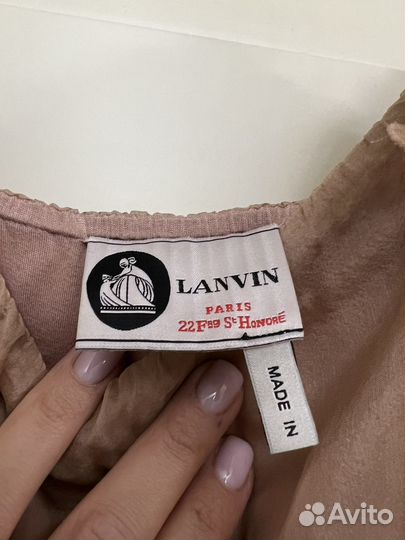 LANVIN
PARIS
22 Fbg St Honoré
MADE IN
Avito